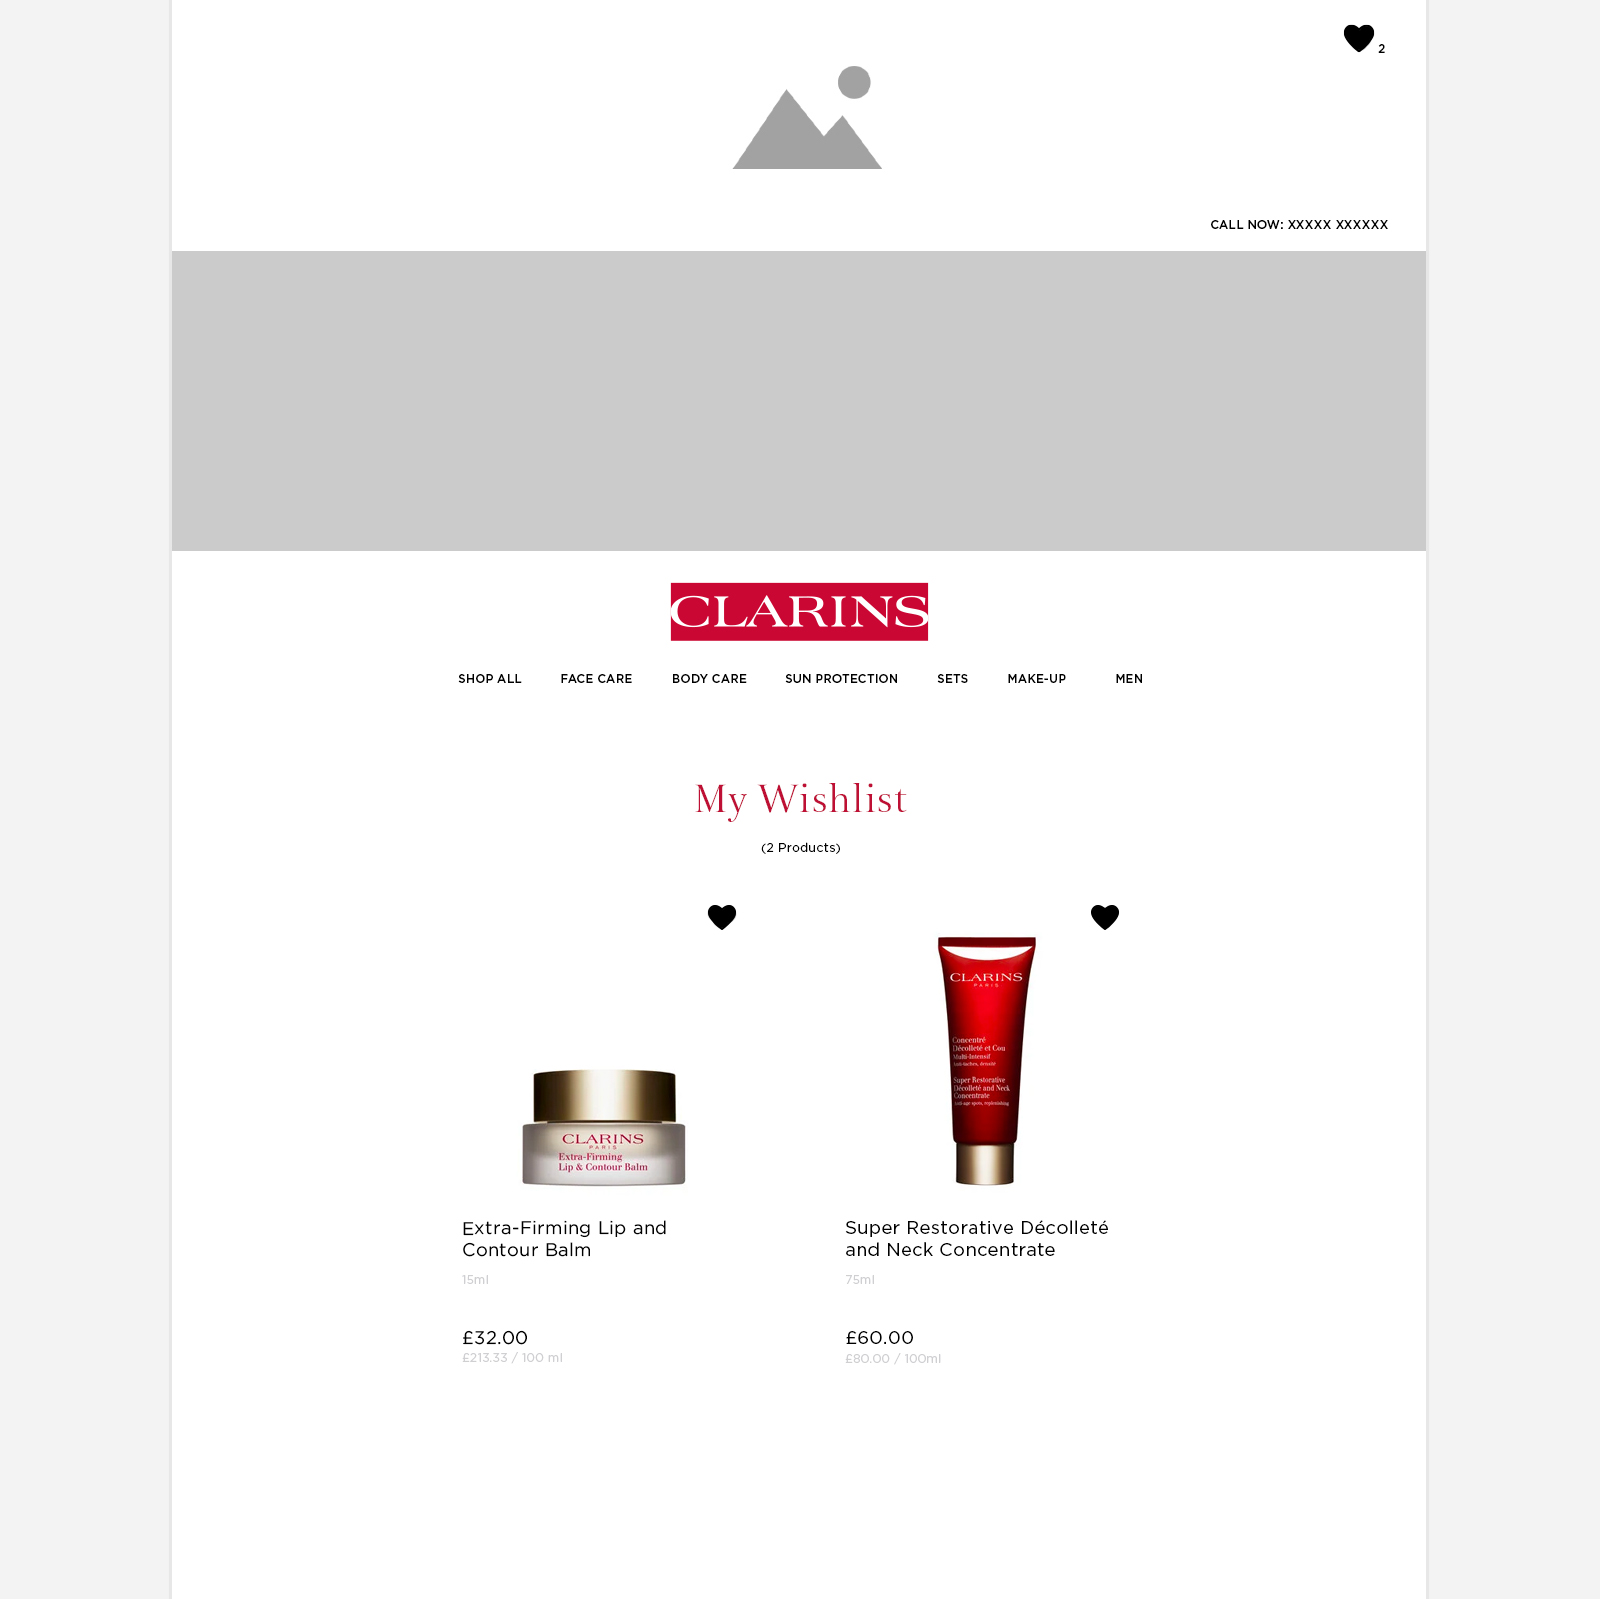 2
CALL NOW: XXXXX XXXXXX
CLARINS
SHOP ALL FACE CARE BODY CARE SUN PROTECTION SETS MAKE-UP MEN
My Wishlist
(2 Products)
CLARINS
PARIS
Extra-Firming
Lip & Contour Balm
Extra-Firming Lip and
Contour Balm
15ml
£32.00
£213.33 / 100 ml
CLARINS
PARIS
Concentré
Décolleté et Cou
Multi-Intensif
Anti-taches, densité
Super Restorative
Décolleté and Neck
Concentrate
Anti-age spots, replenishing
Super Restorative Décolleté
and Neck Concentrate
75ml
£60.00
£80.00 / 100ml